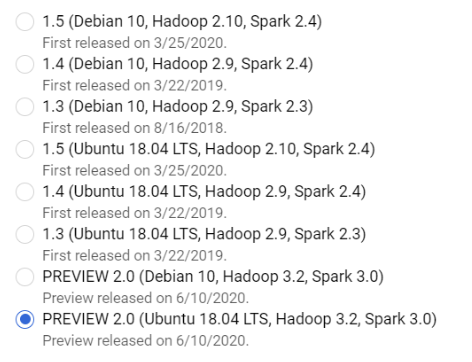 1.5 (Debian 10, Hadoop 2.10, Spark 2.4)
First released on 3/25/2020.
1.4 (Debian 10, Hadoop 2.9, Spark 2.4)
First released on 3/22/2019.
1.3 (Debian 10, Hadoop 2.9, Spark 2.3)
First released on 8/16/2018.
1.5 (Ubuntu 18.04 LTS, Hadoop 2.10, Spark 2.4)
First released on 3/25/2020.
1.4 (Ubuntu 18.04 LTS, Hadoop 2.9, Spark 2.4)
First released on 3/22/2019.
1.3 (Ubuntu 18.04 LTS, Hadoop 2.9, Spark 2.3)
First released on 3/22/2019.
PREVIEW 2.0 (Debian 10, Hadoop 3.2, Spark 3.0)
Preview released on 6/10/2020.
PREVIEW 2.0 (Ubuntu 18.04 LTS, Hadoop 3.2, Spark 3.0)
Preview released on 6/10/2020.